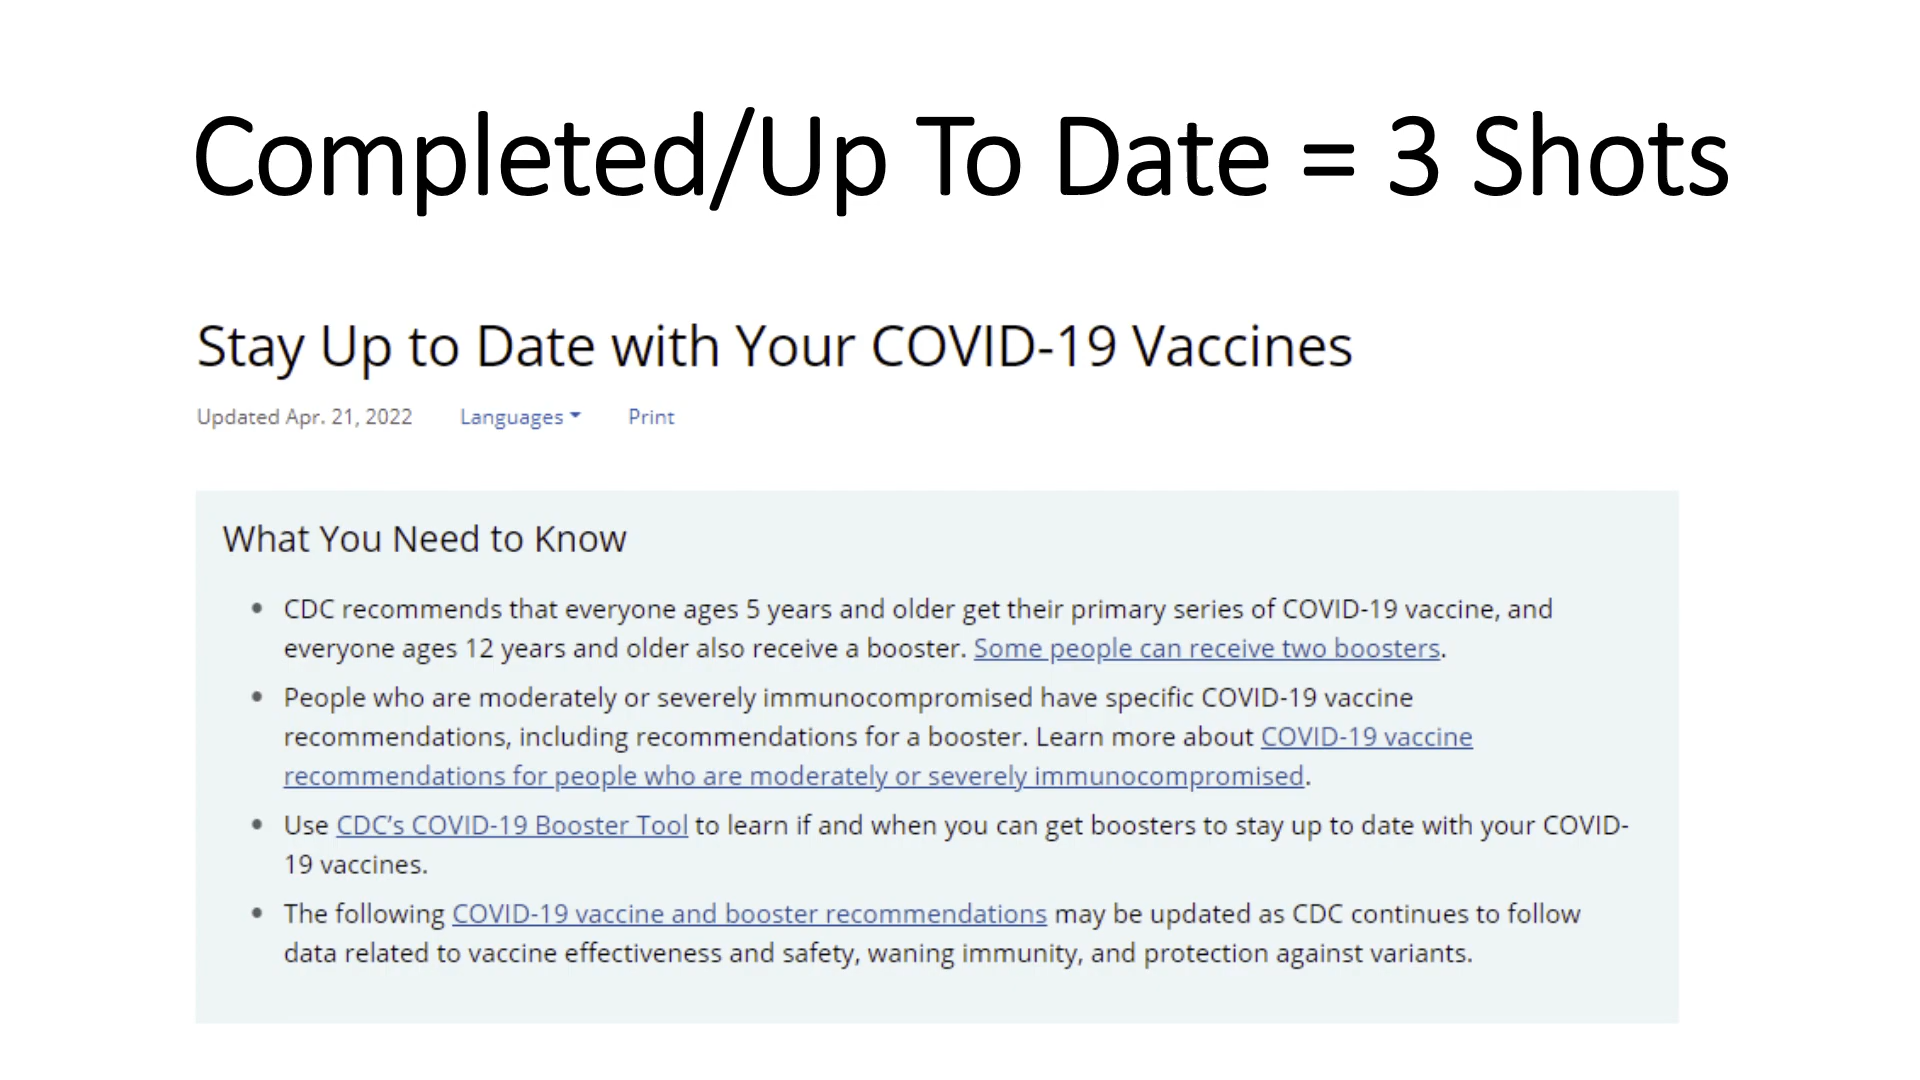 Completed/Up To Date = 3 Shots
Stay Up to Date with Your COVID-19 Vaccines
Updated Apr. 21, 2022 Languages Print
What You Need to Know
• CDC recommends that everyone ages 5 years and older get their primary series of COVID-19 vaccine, and
everyone ages 12 years and older also receive a booster. Some people can receive two boosters.
• People who are moderately or severely immunocompromised have specific COVID-19 vaccine
recommendations, including recommendations for a booster. Learn more about COVID-19 vaccine
recommendations for people who are moderately or severely immunocompromised.
• Use CDC’s COVID-19 Booster Tool to learn if and when you can get boosters to stay up to date with your COVID-
19 vaccines.
• The following COVID-19 vaccine and booster recommendations may be updated as CDC continues to follow
data related to vaccine effectiveness and safety, waning immunity, and protection against variants.